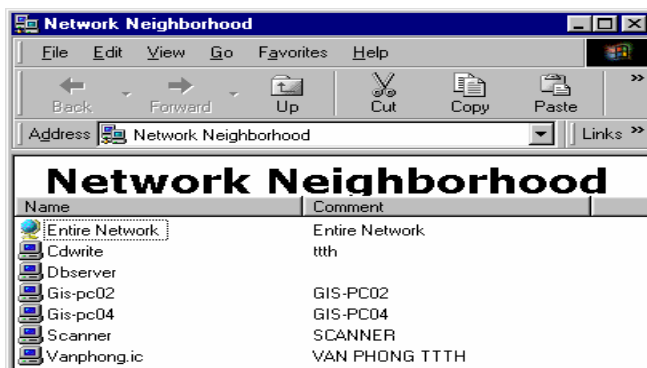 Network Neighborhood
File Edit View Go Favorites Help
Back Forward Up Cut Copy Paste »
Address Network Neighborhood Links »
Network Neighborhood
Name Comment
Entire Network Entire Network
Cdwrite ttth
Dbserver
Gis-pc02 GIS-PC02
Gis-pc04 GIS-PC04
Scanner SCANNER
Vanphong.ic VAN PHONG TTTH